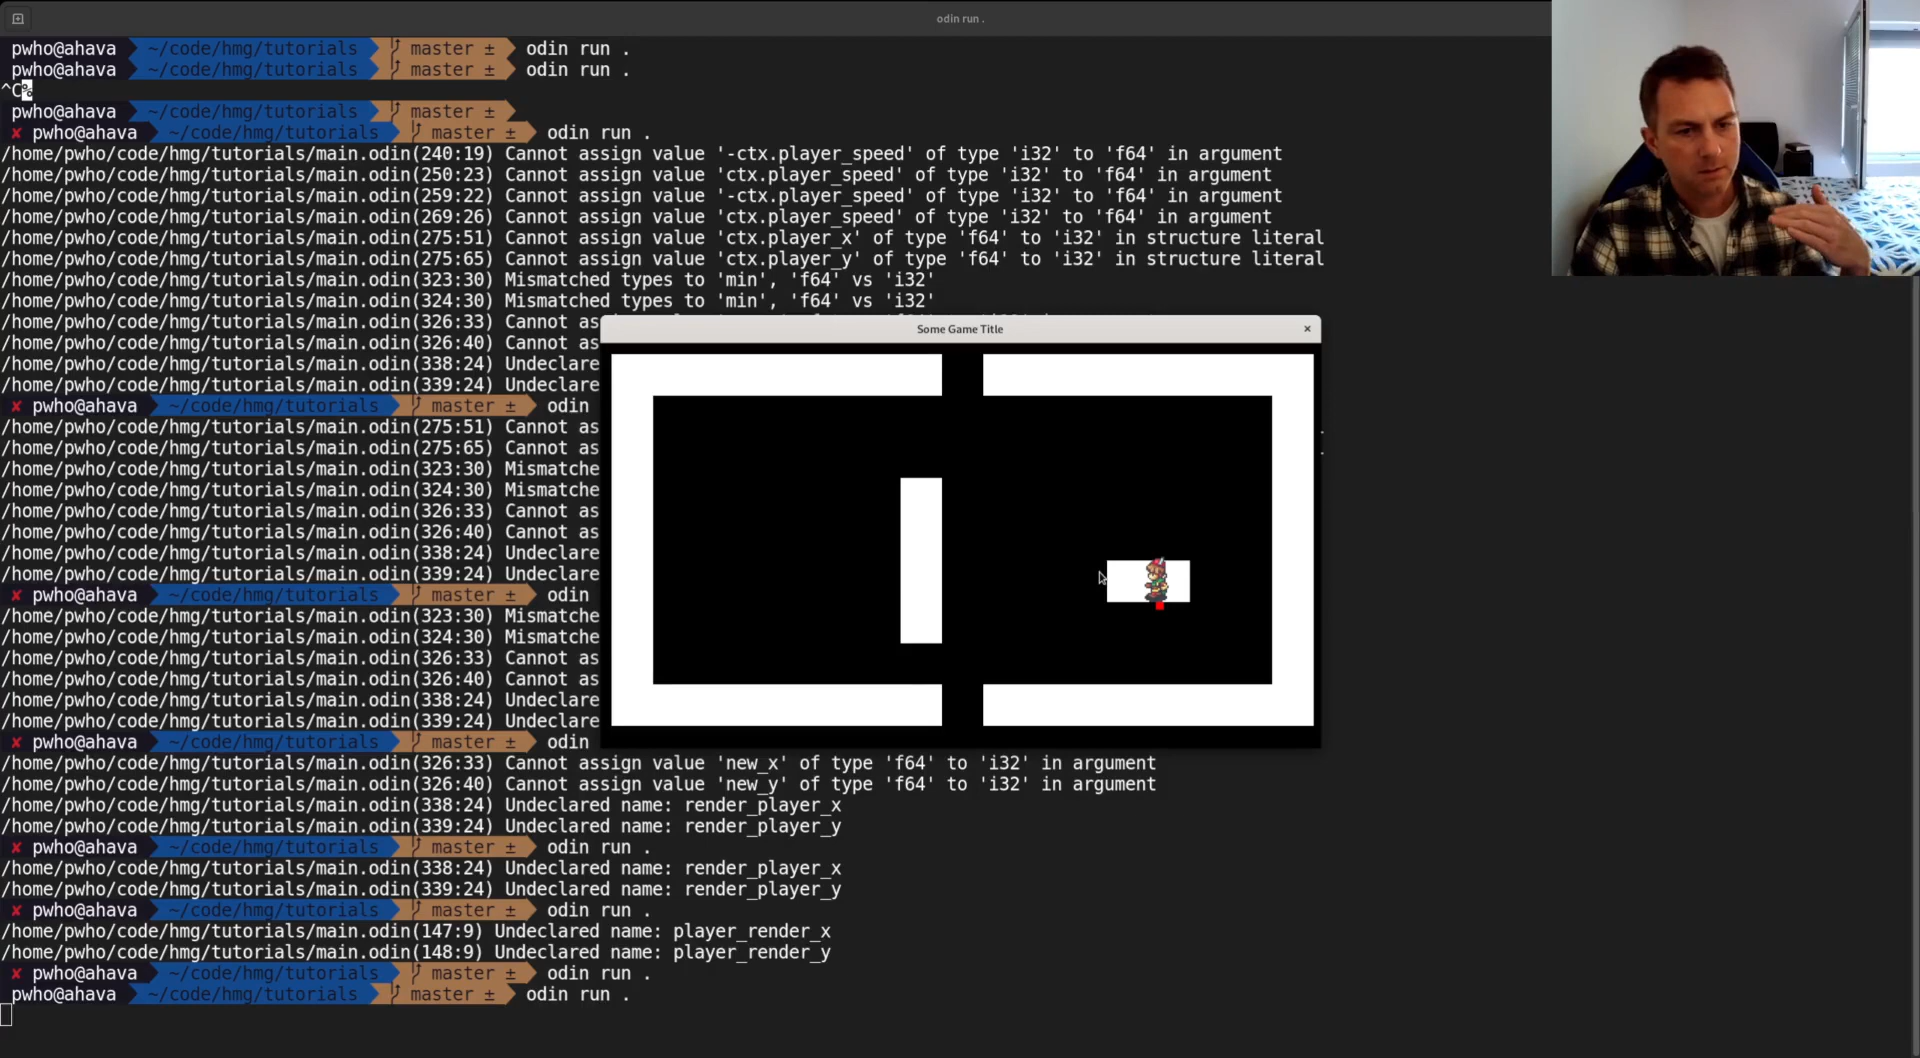 odin run .
pwho@ahava ~/code/hmg/tutorials master ± odin run .
pwho@ahava ~/code/hmg/tutorials master ± odin run .
^C%
pwho@ahava ~/code/hmg/tutorials master ±
✘ pwho@ahava ~/code/hmg/tutorials master ± odin run .
/home/pwho/code/hmg/tutorials/main.odin(240:19) Cannot assign value '-ctx.player_speed' of type 'i32' to 'f64' in argument
/home/pwho/code/hmg/tutorials/main.odin(250:23) Cannot assign value 'ctx.player_speed' of type 'i32' to 'f64' in argument
/home/pwho/code/hmg/tutorials/main.odin(259:22) Cannot assign value '-ctx.player_speed' of type 'i32' to 'f64' in argument
/home/pwho/code/hmg/tutorials/main.odin(269:26) Cannot assign value 'ctx.player_speed' of type 'i32' to 'f64' in argument
/home/pwho/code/hmg/tutorials/main.odin(275:51) Cannot assign value 'ctx.player_x' of type 'f64' to 'i32' in structure literal
/home/pwho/code/hmg/tutorials/main.odin(275:65) Cannot assign value 'ctx.player_y' of type 'f64' to 'i32' in structure literal
/home/pwho/code/hmg/tutorials/main.odin(323:30) Mismatched types to 'min', 'f64' vs 'i32'
/home/pwho/code/hmg/tutorials/main.odin(324:30) Mismatched types to 'min', 'f64' vs 'i32'
/home/pwho/code/hmg/tutorials/main.odin(326:33) Cannot as
/home/pwho/code/hmg/tutorials/main.odin(326:40) Cannot as
/home/pwho/code/hmg/tutorials/main.odin(338:24) Undeclare
/home/pwho/code/hmg/tutorials/main.odin(339:24) Undeclare
✘ pwho@ahava ~/code/hmg/tutorials master ± odin
/home/pwho/code/hmg/tutorials/main.odin(275:51) Cannot as
/home/pwho/code/hmg/tutorials/main.odin(275:65) Cannot as
/home/pwho/code/hmg/tutorials/main.odin(323:30) Mismatche
/home/pwho/code/hmg/tutorials/main.odin(324:30) Mismatche
/home/pwho/code/hmg/tutorials/main.odin(326:33) Cannot as
/home/pwho/code/hmg/tutorials/main.odin(326:40) Cannot as
/home/pwho/code/hmg/tutorials/main.odin(338:24) Undeclare
/home/pwho/code/hmg/tutorials/main.odin(339:24) Undeclare
✘ pwho@ahava ~/code/hmg/tutorials master ± odin
/home/pwho/code/hmg/tutorials/main.odin(323:30) Mismatche
/home/pwho/code/hmg/tutorials/main.odin(324:30) Mismatche
/home/pwho/code/hmg/tutorials/main.odin(326:33) Cannot as
/home/pwho/code/hmg/tutorials/main.odin(326:40) Cannot as
/home/pwho/code/hmg/tutorials/main.odin(338:24) Undeclare
/home/pwho/code/hmg/tutorials/main.odin(339:24) Undeclare
✘ pwho@ahava ~/code/hmg/tutorials master ± odin
/home/pwho/code/hmg/tutorials/main.odin(326:33) Cannot assign value 'new_x' of type 'f64' to 'i32' in argument
/home/pwho/code/hmg/tutorials/main.odin(326:40) Cannot assign value 'new_y' of type 'f64' to 'i32' in argument
/home/pwho/code/hmg/tutorials/main.odin(338:24) Undeclared name: render_player_x
/home/pwho/code/hmg/tutorials/main.odin(339:24) Undeclared name: render_player_y
✘ pwho@ahava ~/code/hmg/tutorials master ± odin run .
/home/pwho/code/hmg/tutorials/main.odin(338:24) Undeclared name: render_player_x
/home/pwho/code/hmg/tutorials/main.odin(339:24) Undeclared name: render_player_y
✘ pwho@ahava ~/code/hmg/tutorials master ± odin run .
/home/pwho/code/hmg/tutorials/main.odin(147:9) Undeclared name: player_render_x
/home/pwho/code/hmg/tutorials/main.odin(148:9) Undeclared name: player_render_y
✘ pwho@ahava ~/code/hmg/tutorials master ± odin run .
pwho@ahava ~/code/hmg/tutorials master ± odin run .
Some Game Title